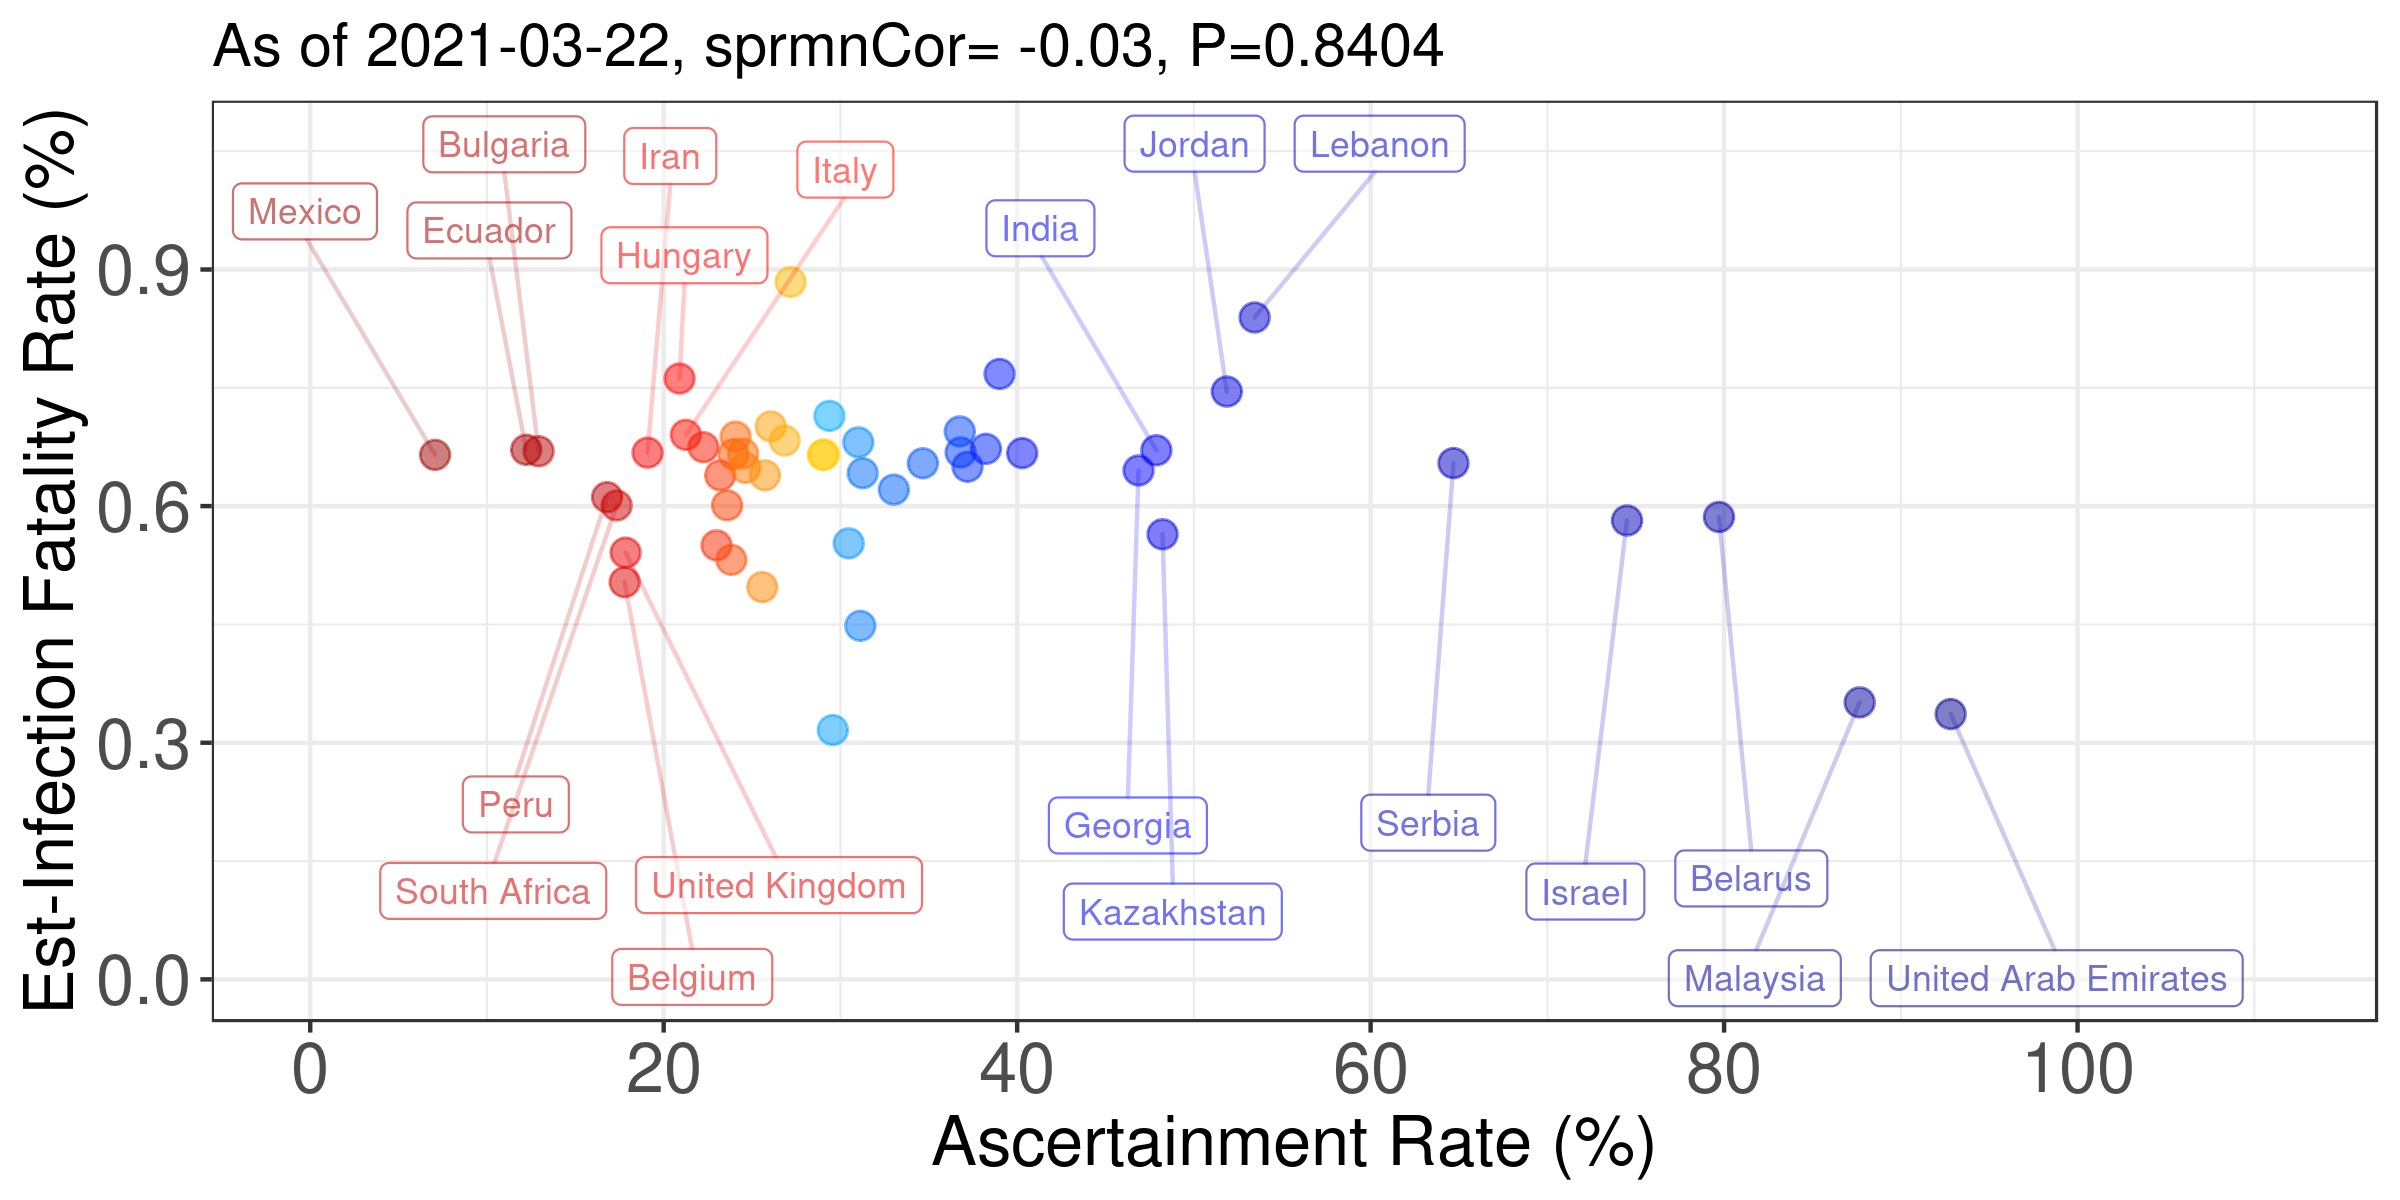 As of 2021-03-22, sprmnCor= -0.03, P=0.8404
Est-Infection Fatality Rate (%)
0.9
0.6
0.3
0.0
Bulgaria
Iran
Italy
Jordan
Lebanon
Mexico
Ecuador
Hungary
India
Peru
Georgia
Serbia
South Africa
United Kingdom
Kazakhstan
Israel
Belarus
Belgium
Malaysia
United Arab Emirates
0
20
40
60
80
100
Ascertainment Rate (%)